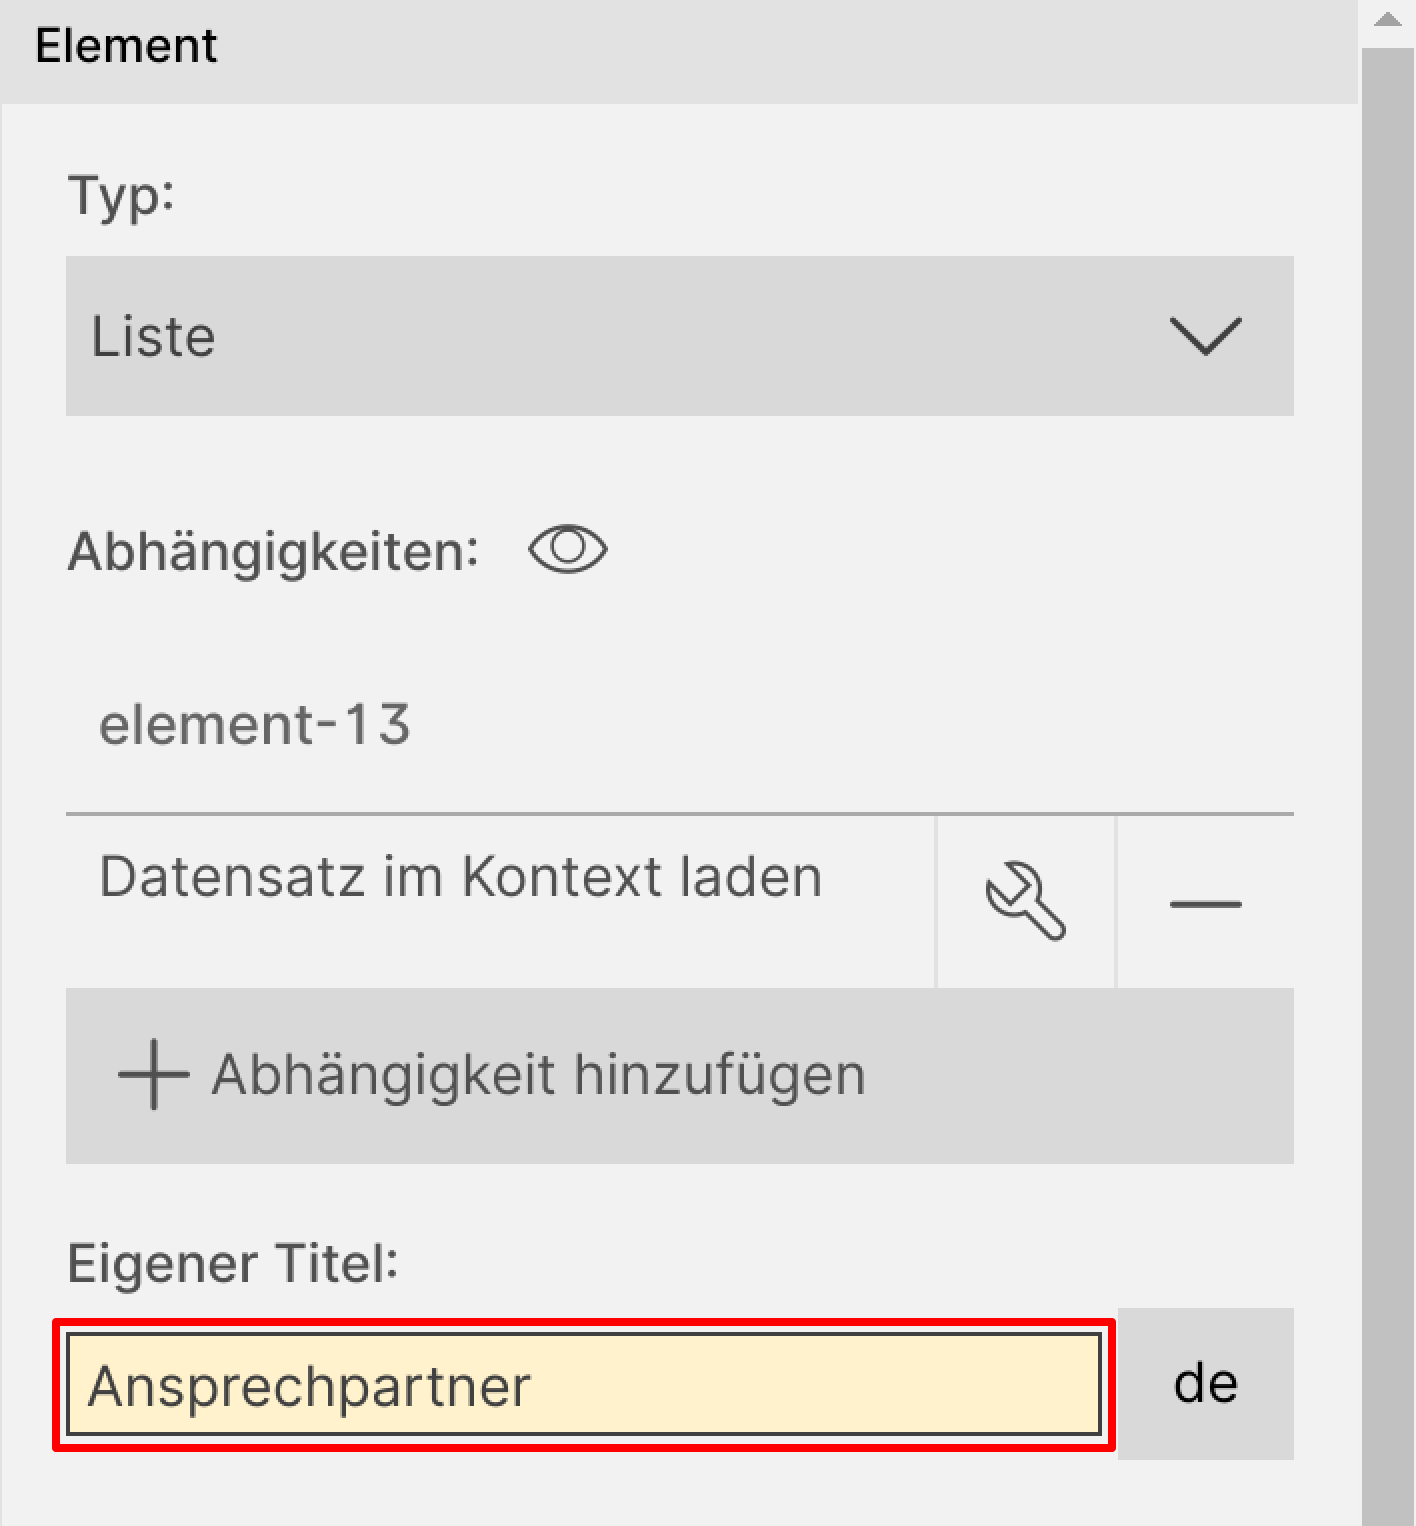 Element
Typ:
Liste
Abhängigkeiten:
element-13
Datensatz im Kontext laden
Abhängigkeit hinzufügen
Eigener Titel:
Ansprechpartner
de